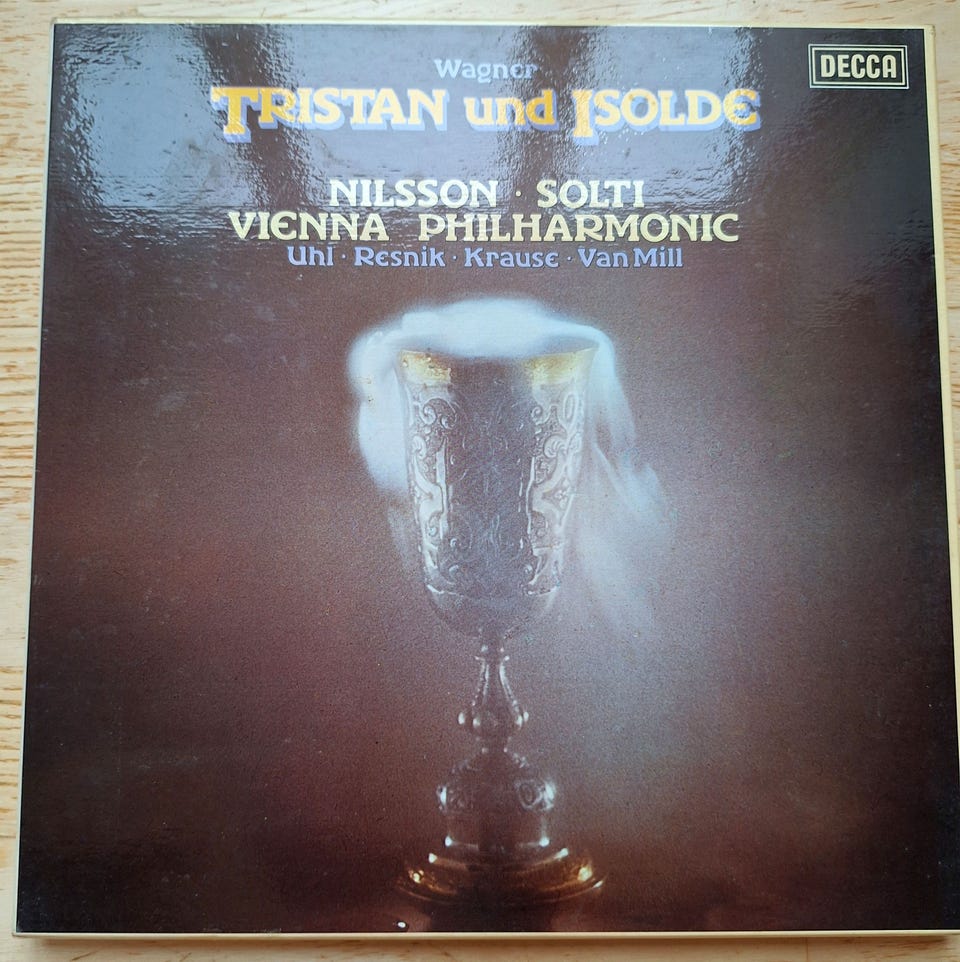 Wagner
DECCA
TRISTAN und ISOLDE
NILSSON · SOLTI
VIENNA PHILHARMONIC
Uhl · Resnik · Krause · Van Mill